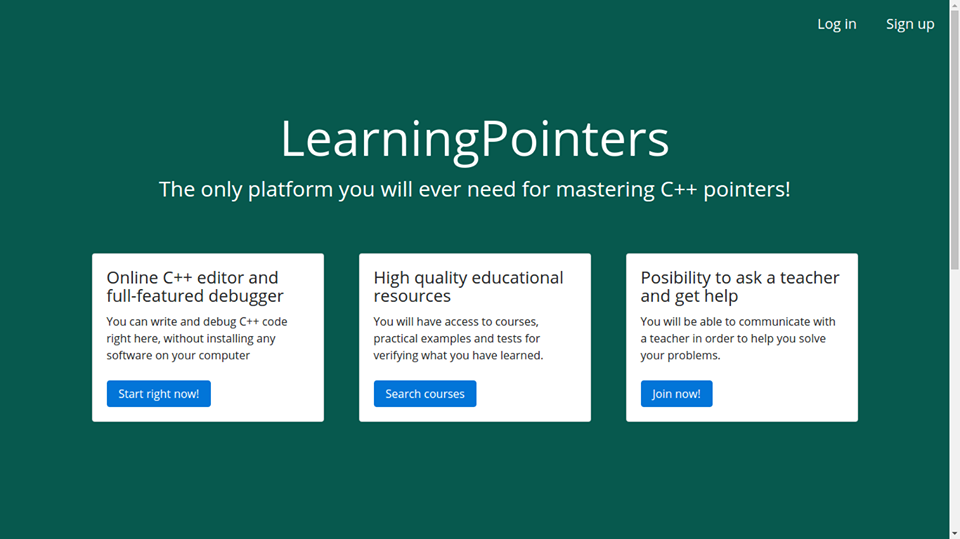 Log in Sign up
LearningPointers
The only platform you will ever need for mastering C++ pointers!
Online C++ editor and
full-featured debugger
You can write and debug C++ code
right here, without installing any
software on your computer
Start right now!
High quality educational
resources
You will have access to courses,
practical examples and tests for
verifying what you have learned.
Search courses
Posibility to ask a teacher
and get help
You will be able to communicate with
a teacher in order to help you solve
your problems.
Join now!